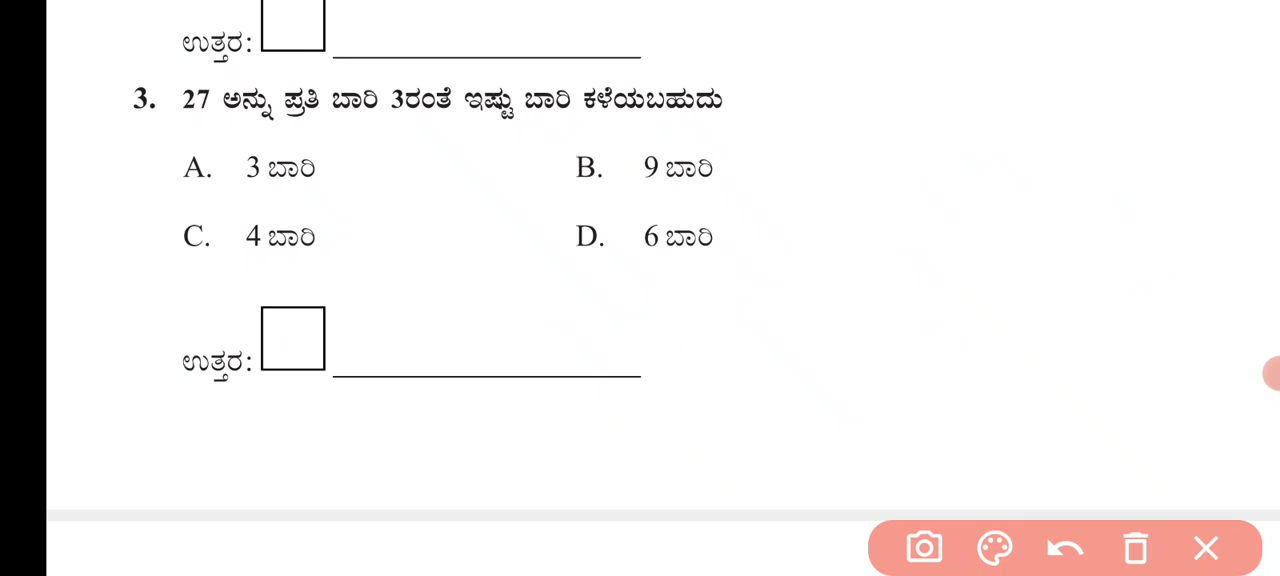 ಉತ್ತರ:
3. 27 ಅನ್ನು ಪ್ರತಿ ಬಾರಿ 3ರಂತೆ ಇಷ್ಟು ಬಾರಿ ಕಳೆಯಬಹುದು
A. 3 ಬಾರಿ B. 9 ಬಾರಿ
C. 4 ಬಾರಿ D. 6 ಬಾರಿ
ಉತ್ತರ: